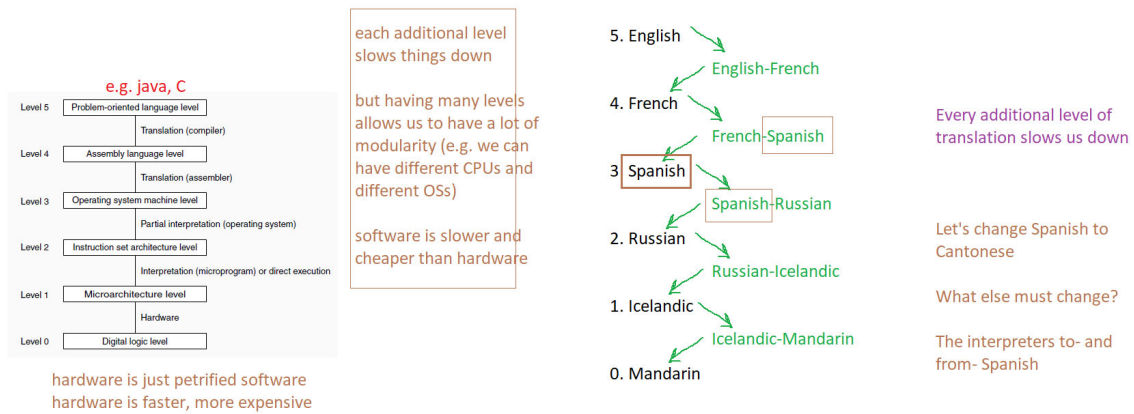 e.g. java, C
Level 5 Problem-oriented language level
Translation (compiler)
Level 4 Assembly language level
Translation (assembler)
Level 3 Operating system machine level
Partial interpretation (operating system)
Level 2 Instruction set architecture level
Interpretation (microprogram) or direct execution
Level 1 Microarchitecture level
Hardware
Level 0 Digital logic level
hardware is just petrified software
hardware is faster, more expensive
each additional level
slows things down
but having many levels
allows us to have a lot of
modularity (e.g. we can
have different CPUs and
different OSs)
software is slower and
cheaper than hardware
5. English
English-French
4. French
French-Spanish
3 Spanish
Spanish-Russian
2. Russian
Russian-Icelandic
1. Icelandic
Icelandic-Mandarin
0. Mandarin
Every additional level of
translation slows us down
Let's change Spanish to
Cantonese
What else must change?
The interpreters to- and
from- Spanish